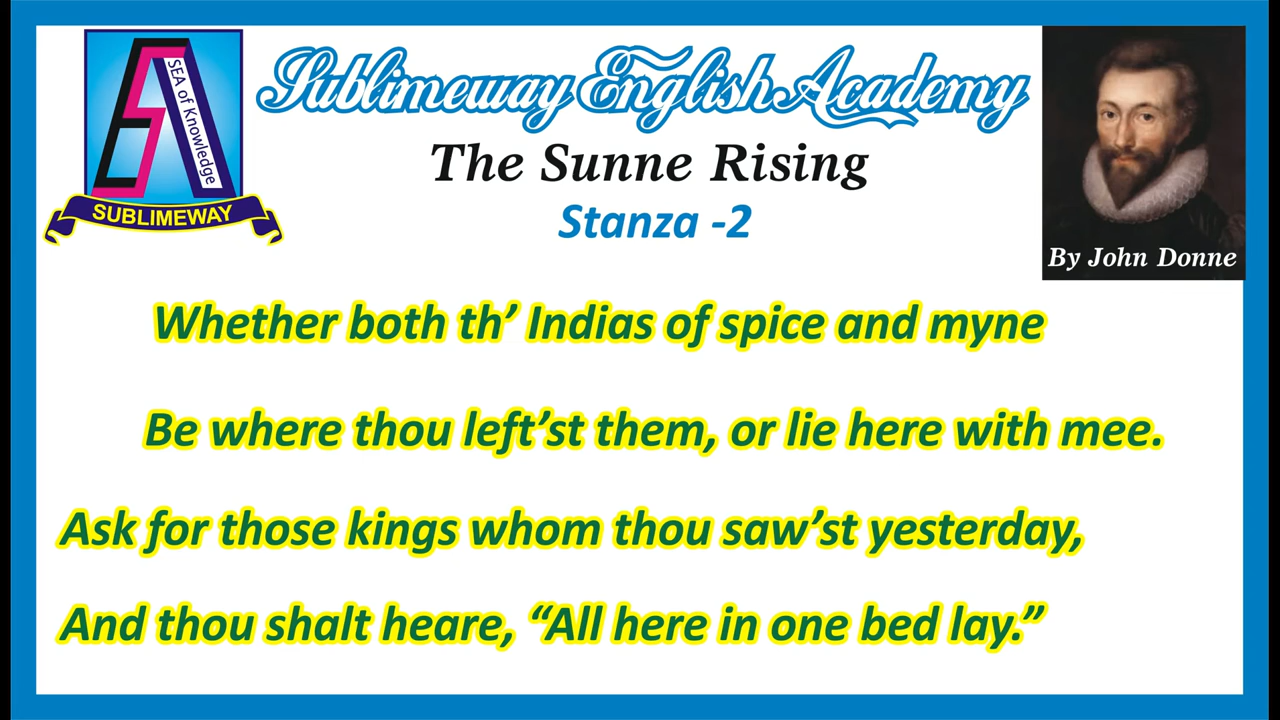 SEA of Knowledge
SUBLIMEWAY
Sublimeway English Academy
The Sunne Rising
Stanza -2
By John Donne
Whether both th’ Indias of spice and myne
Be where thou left’st them, or lie here with mee.
Ask for those kings whom thou saw’st yesterday,
And thou shalt heare, “All here in one bed lay.”